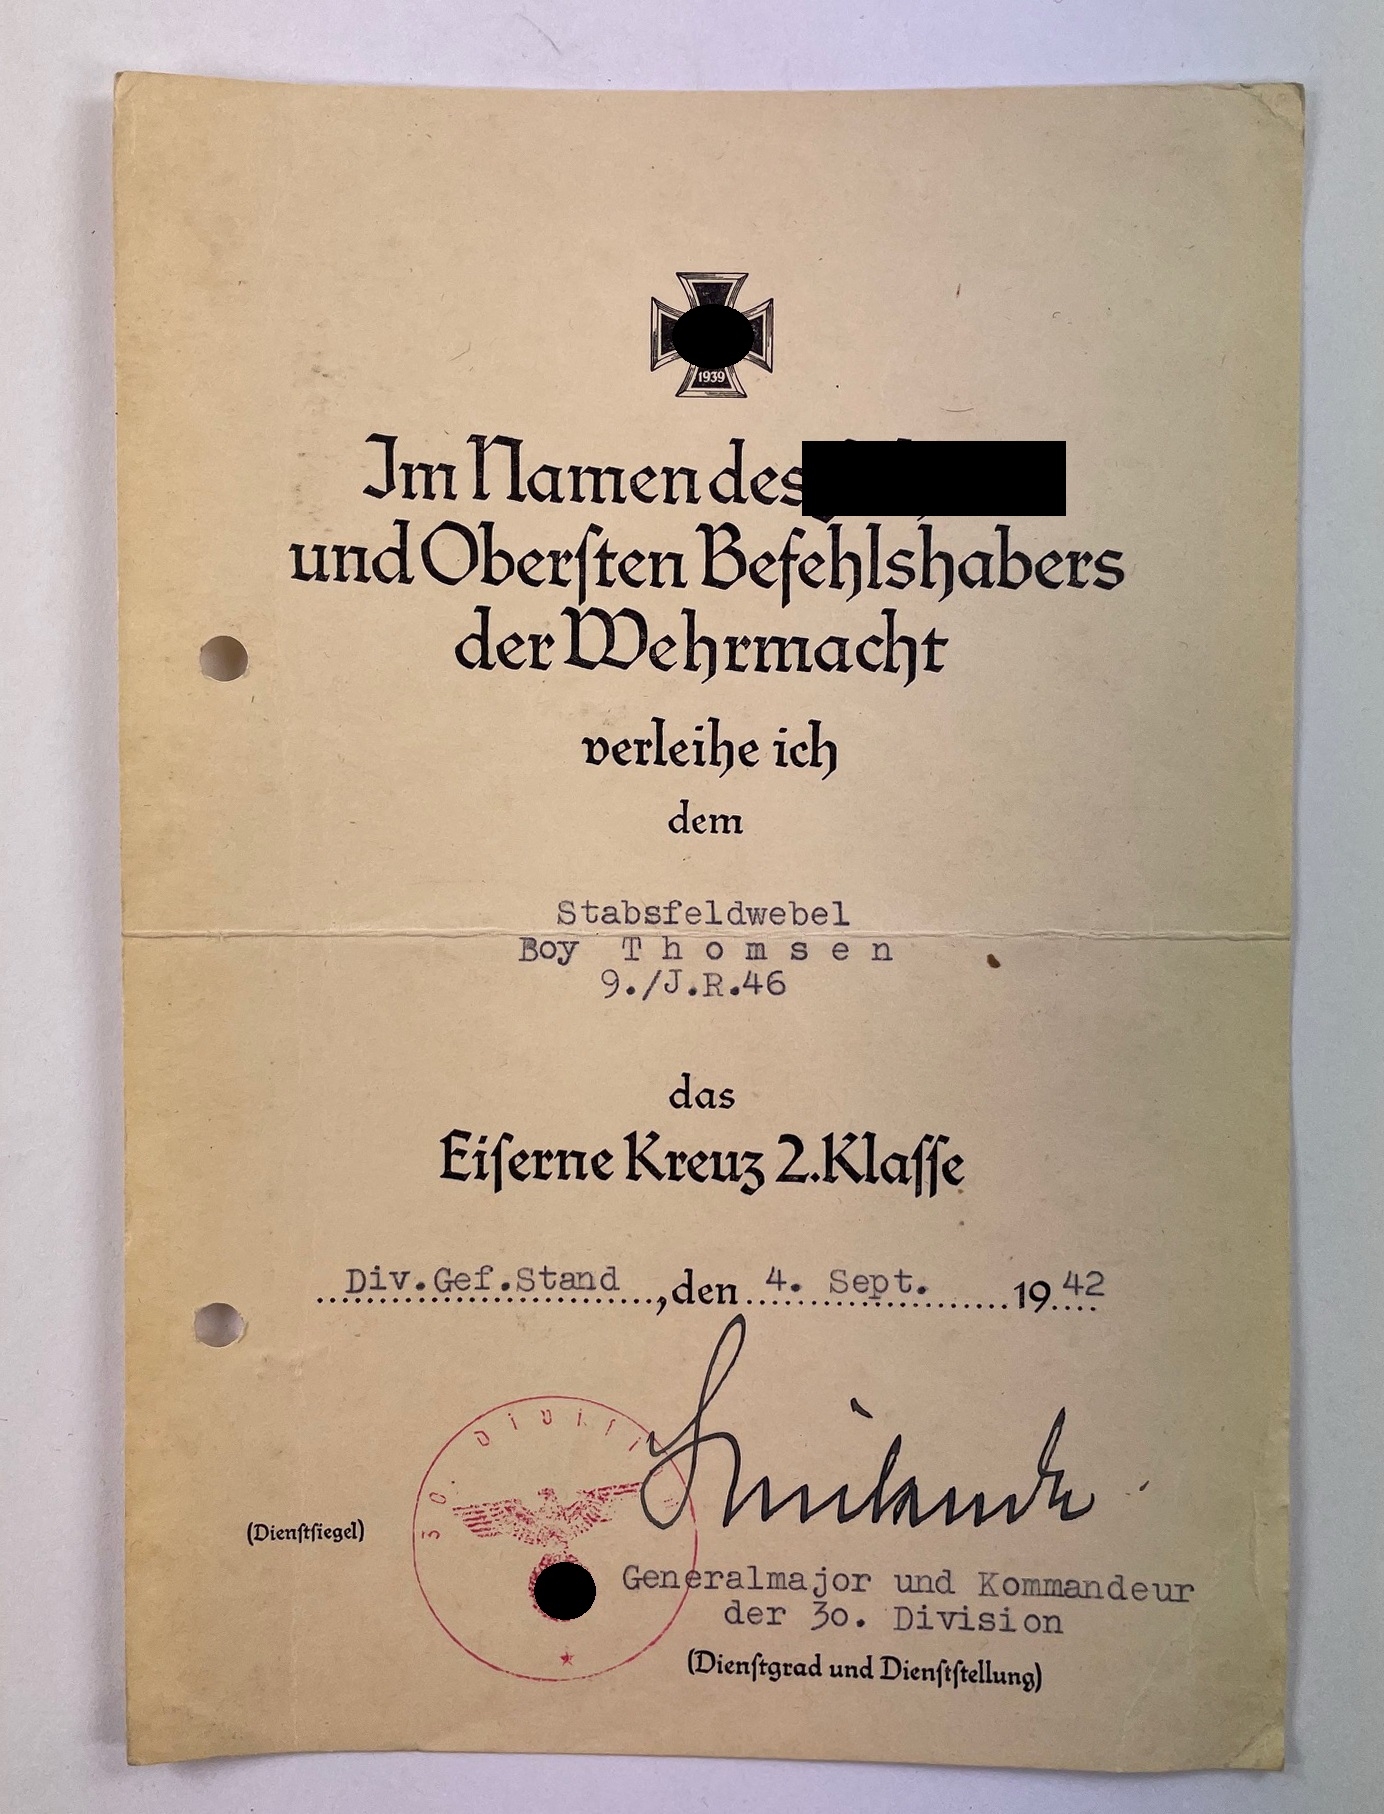 1939
Im Namen des
und Oberſten Befehlshabers
der Wehrmacht
verleihe ich
dem
Stabsfeldwebel
Boy Thomsen
9./J.R.46
das
Eiſerne Kreuz 2.Klaſſe
Div.Gef.Stand, den 4. Sept. 1942
30. Diviſi
(Dienſtſiegel)
Generalmajor und Kommandeur
der 30. Division
(Dienſtgrad und Dienſtſtellung)